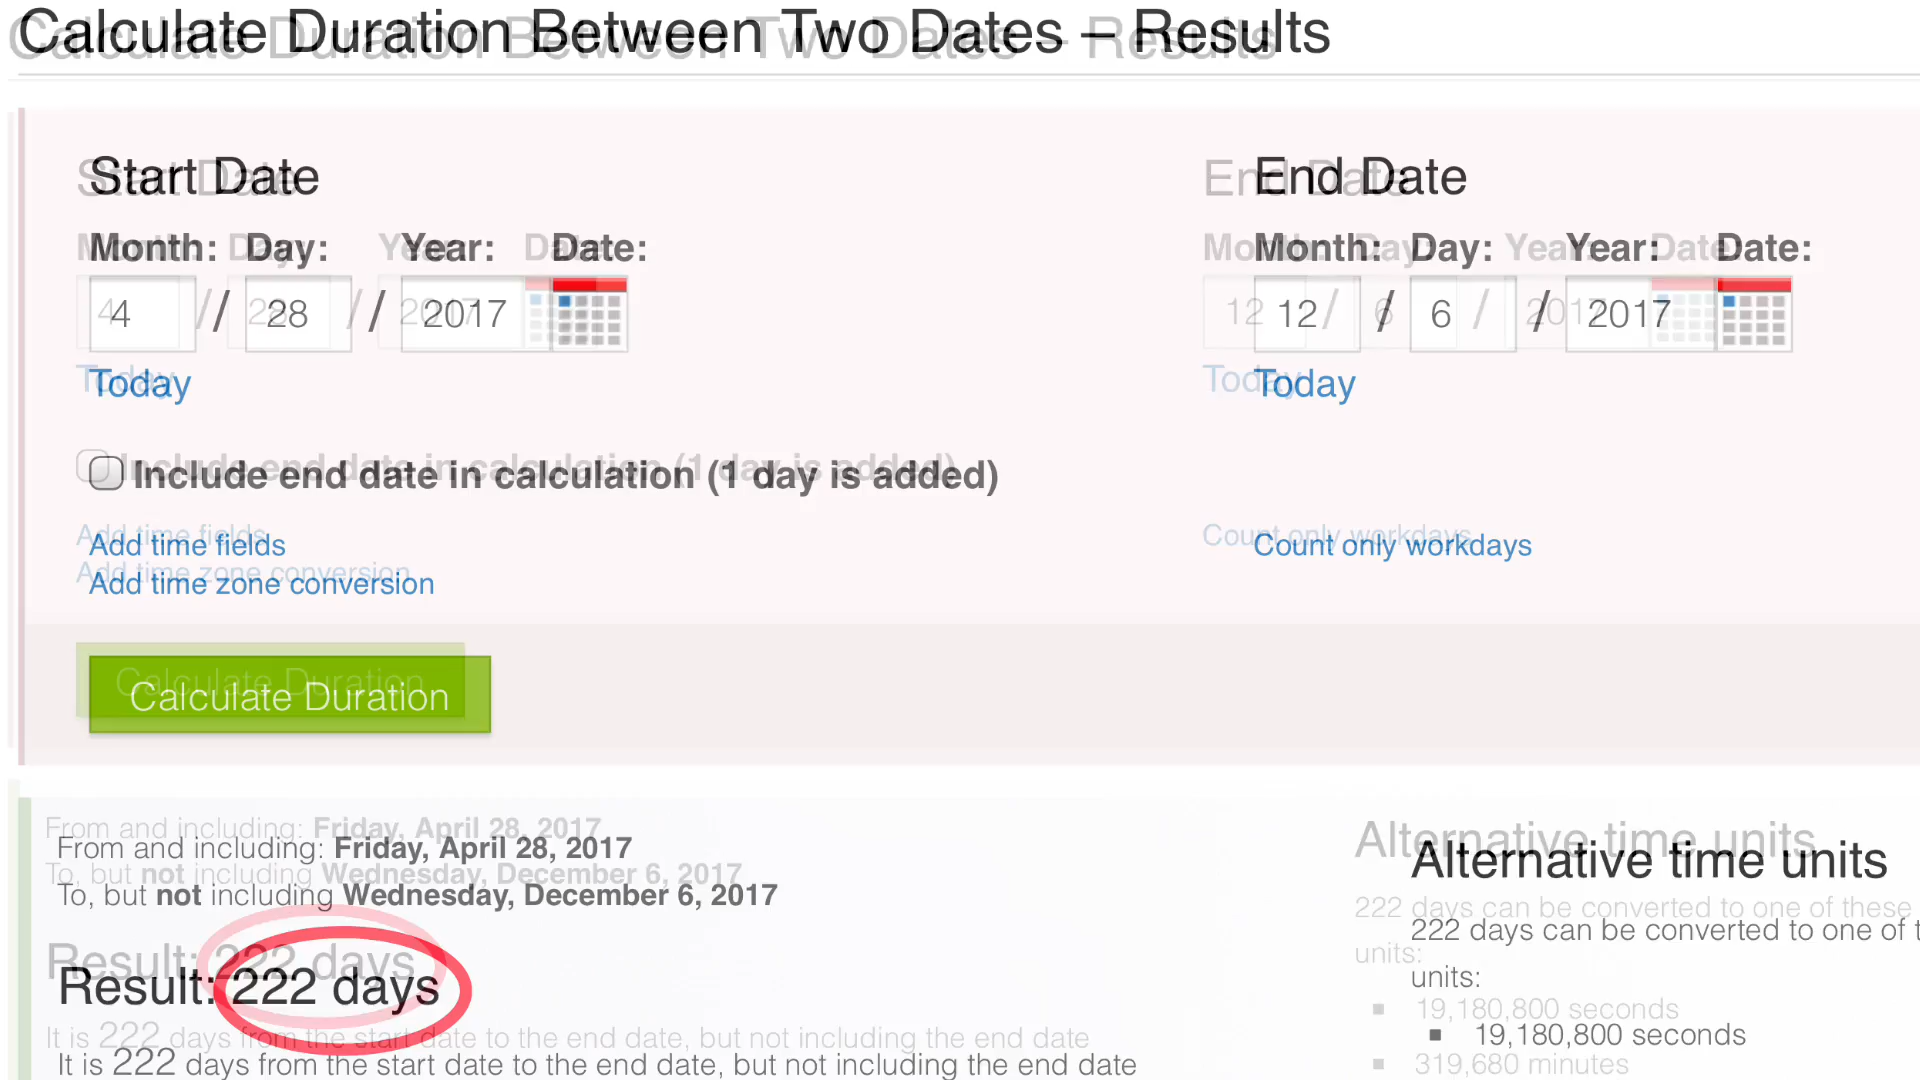 Calculate Duration Between Two Dates – Results
Start Date
End Date
Month: Day: Year: Date:
Month: Day: Year: Date:
4 / 28 / 2017
12 / 6 / 2017
Today
Today
Include end date in calculation (1 day is added)
Add time fields
Count only workdays
Add time zone conversion
Calculate Duration
From and including: Friday, April 28, 2017
Alternative time units
To, but not including Wednesday, December 6, 2017
222 days can be converted to one of
units:
Result: 222 days
19,180,800 seconds
It is 222 days from the start date to the end date, but not including the end date
319,680 minutes